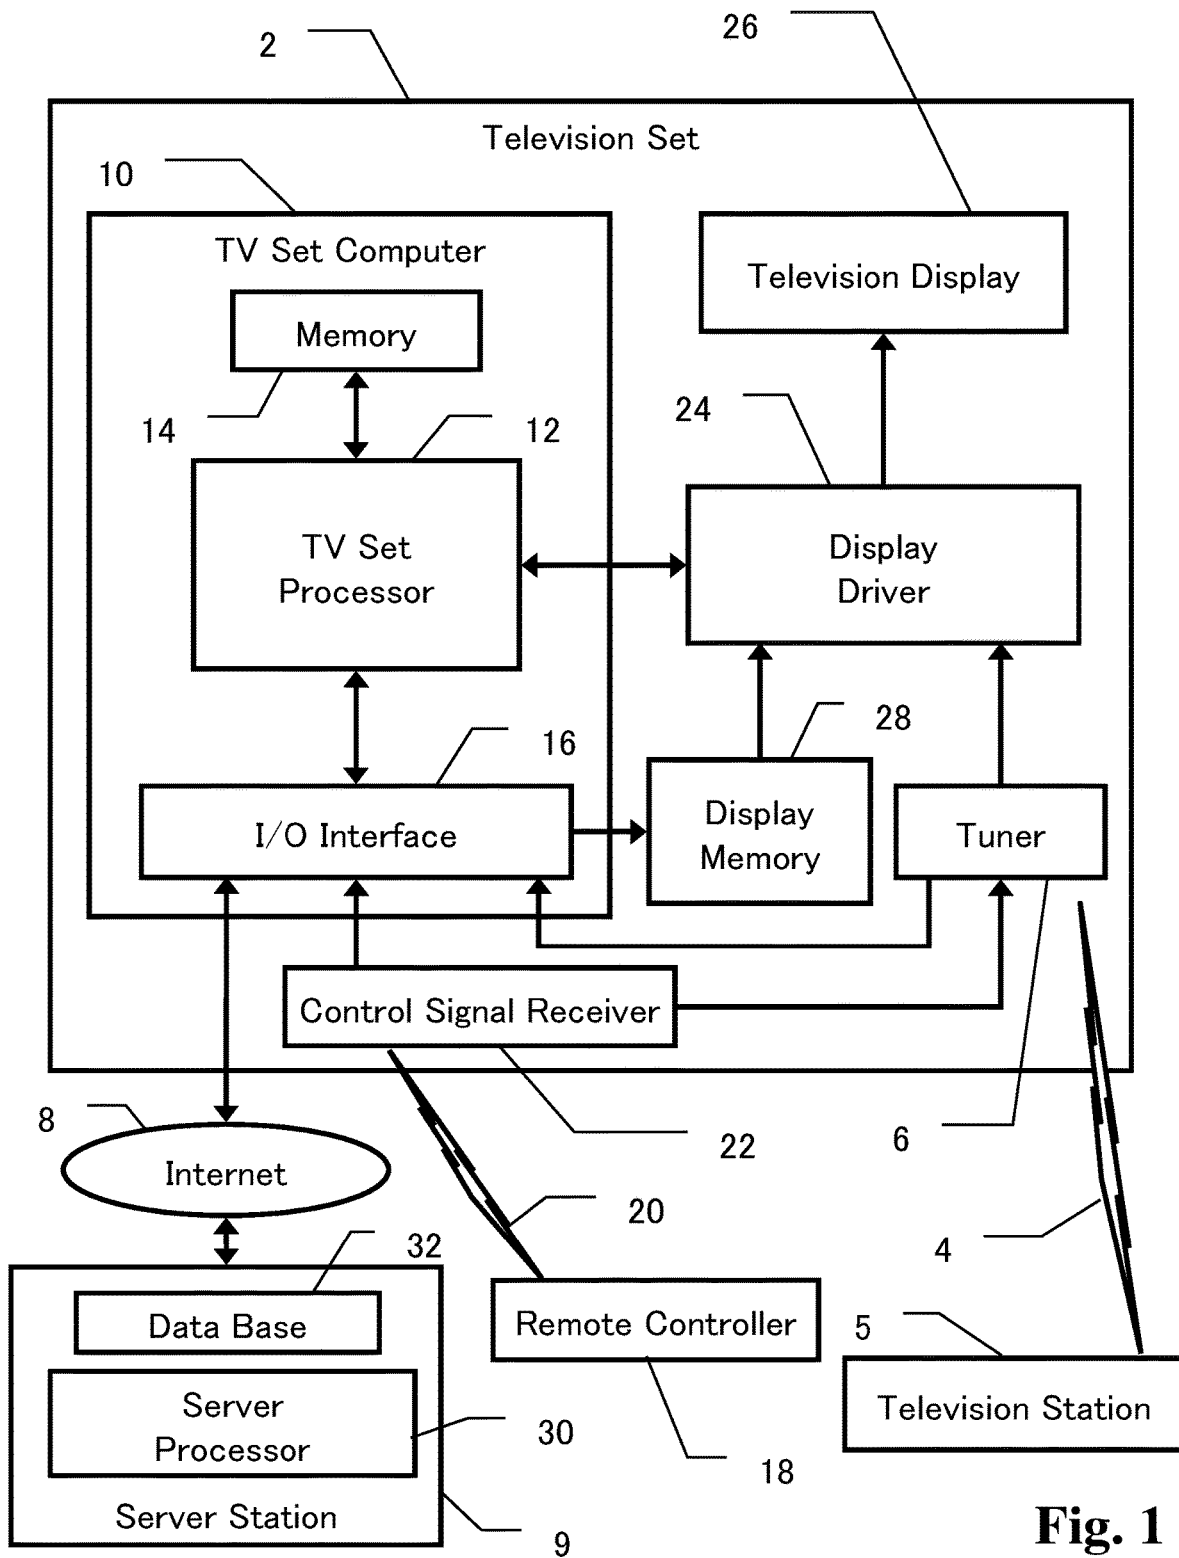 26
2
Television Set
10
TV Set Computer
Television Display
Memory
14
12
24
TV Set
Processor
Display
Driver
16
28
I/O Interface
Display
Memory
Tuner
Control Signal Receiver
8
22
6
Internet
20
4
32
Data Base
Remote Controller
5
Server
Processor
30
Television Station
18
Server Station
9
Fig. 1